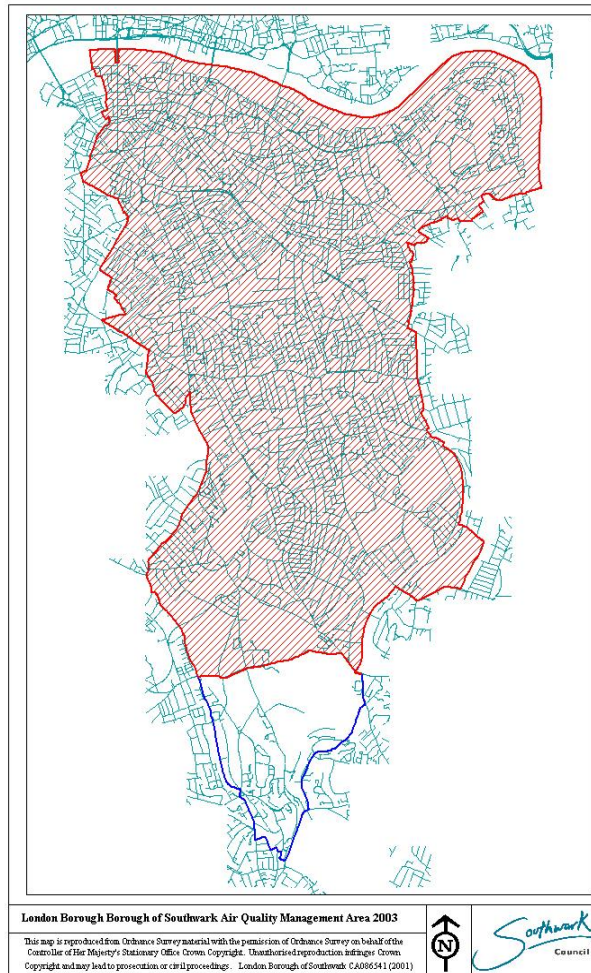 London Borough Borough of Southwark Air Quality Management Area 2003
This map is reproduced from Ordnance Survey material with the permission of Ordnance Survey on behalf of the
Controller of Her Majesty's Stationary Office Crown Copyright. Unauthorised reproduction infringes Crown
Copyright and may lead to prosecution or civil proceedings. London Borough of Southwark CA086541 (2001)
N
Southwark
Council